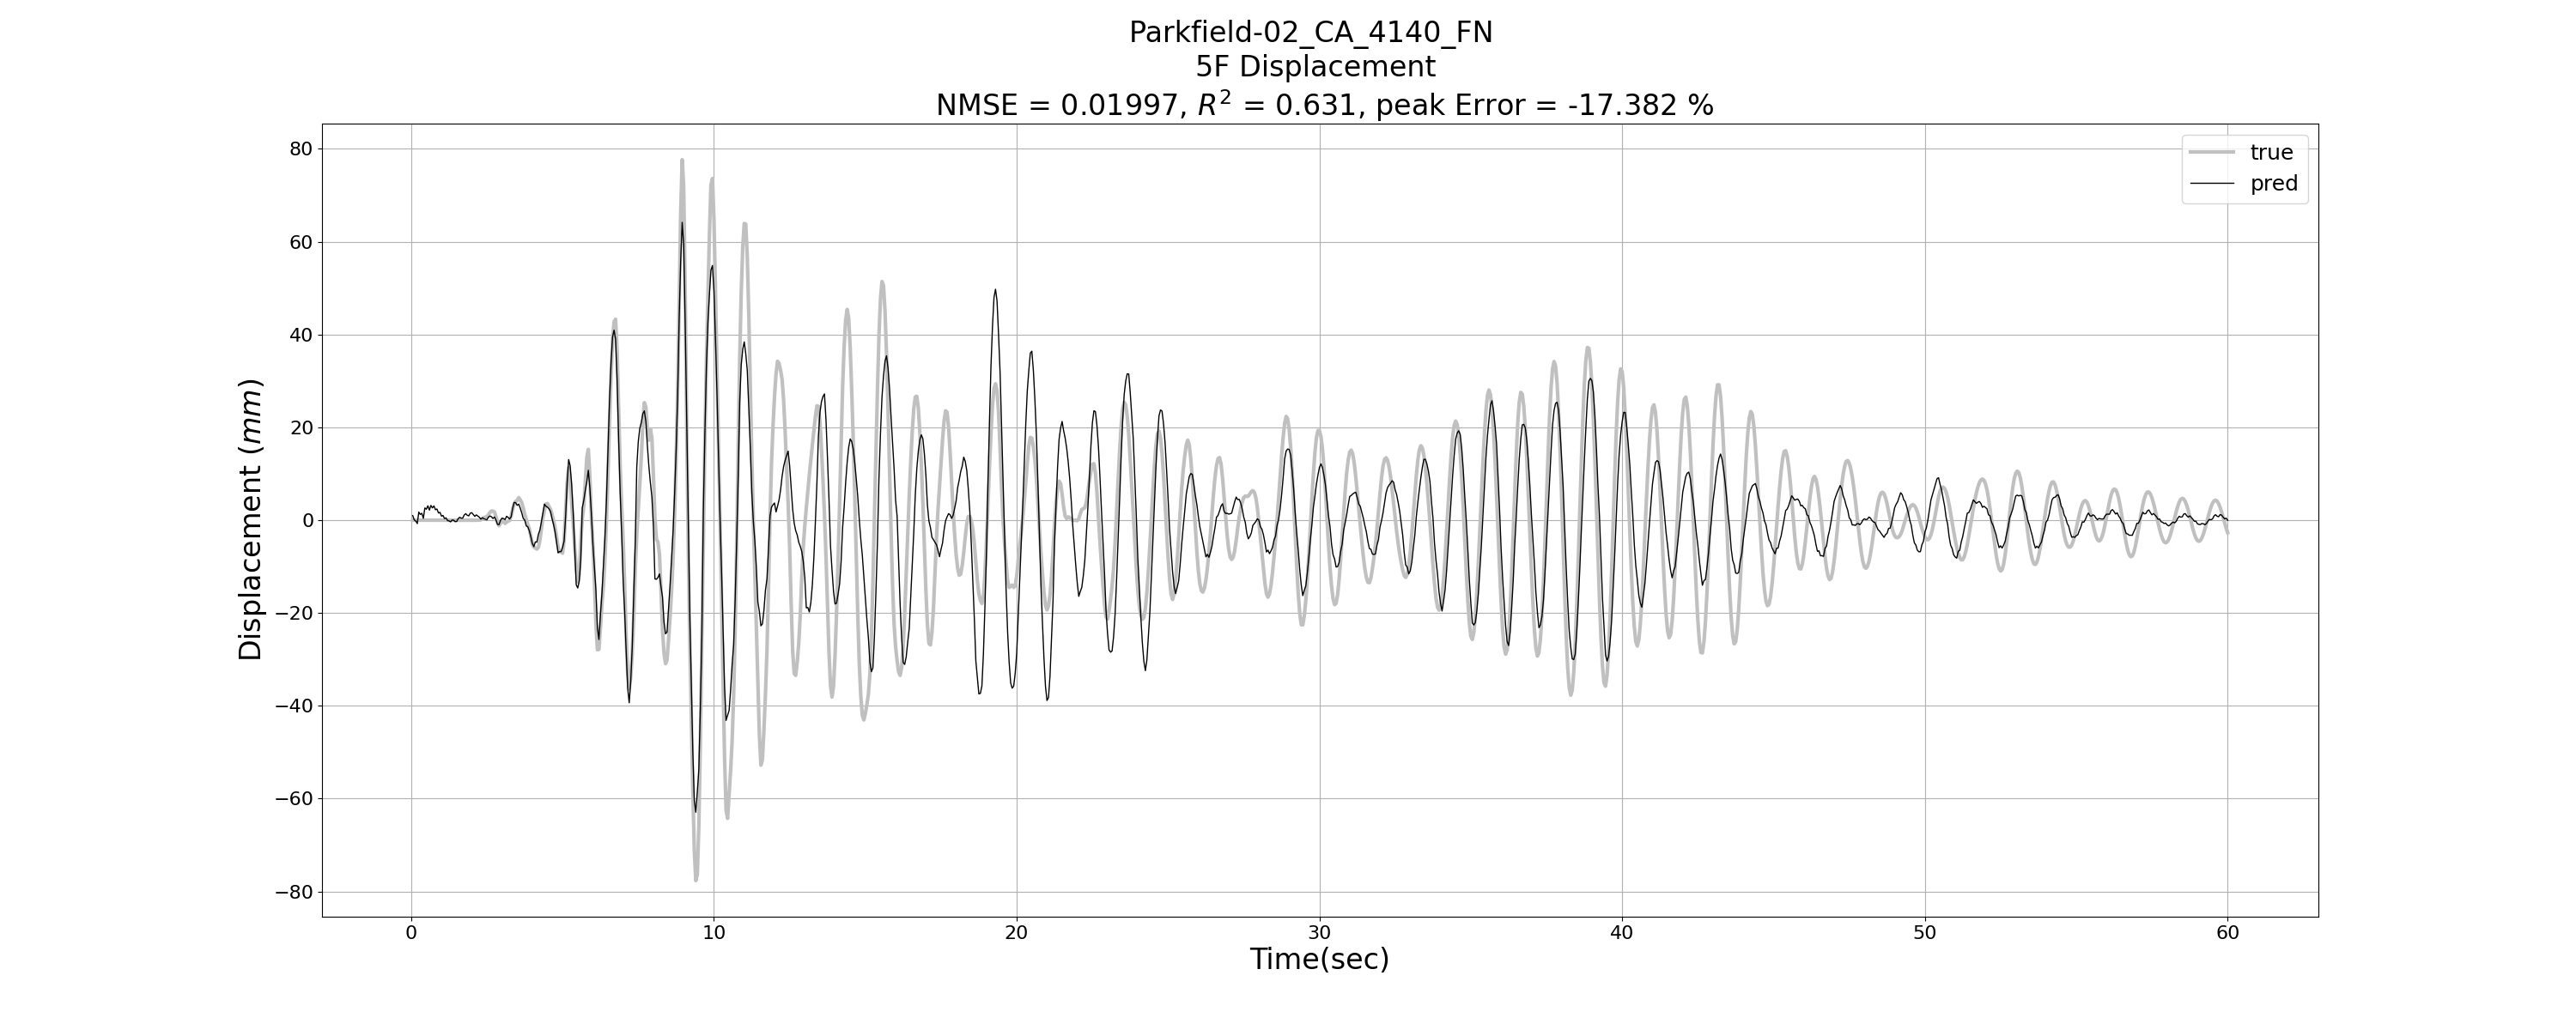 Parkfield-02_CA_4140_FN
5F Displacement
NMSE = 0.01997, R² = 0.631, peak Error = -17.382 %
true
pred
80
60
40
20
0
−20
−40
−60
−80
Displacement (mm)
0 10 20 30 40 50 60
Time(sec)